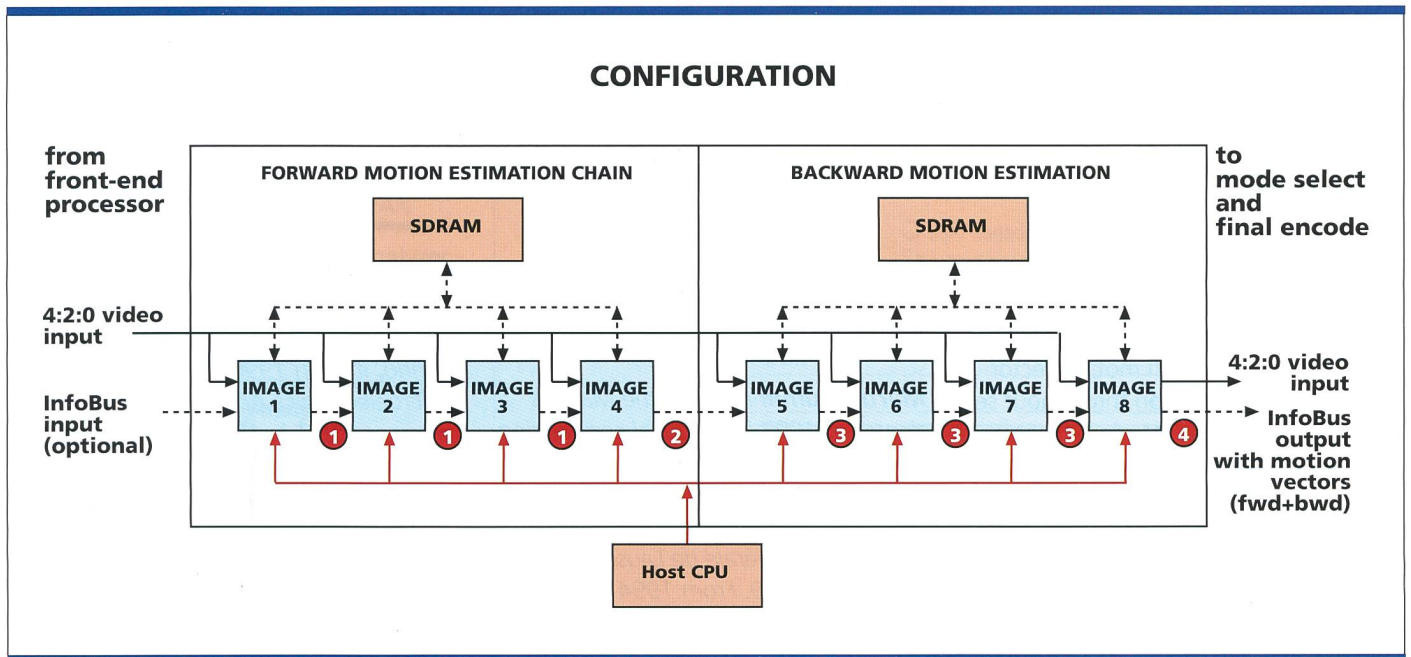 CONFIGURATION
from
front-end
processor
FORWARD MOTION ESTIMATION CHAIN
BACKWARD MOTION ESTIMATION
to
mode select
and
final encode
SDRAM
SDRAM
4:2:0 video
input
IMAGE
1
IMAGE
2
IMAGE
3
IMAGE
4
IMAGE
5
IMAGE
6
IMAGE
7
IMAGE
8
4:2:0 video
input
InfoBus
input
(optional)
1
1
1
2
3
3
3
4
InfoBus
output
with motion
vectors
(fwd+bwd)
Host CPU